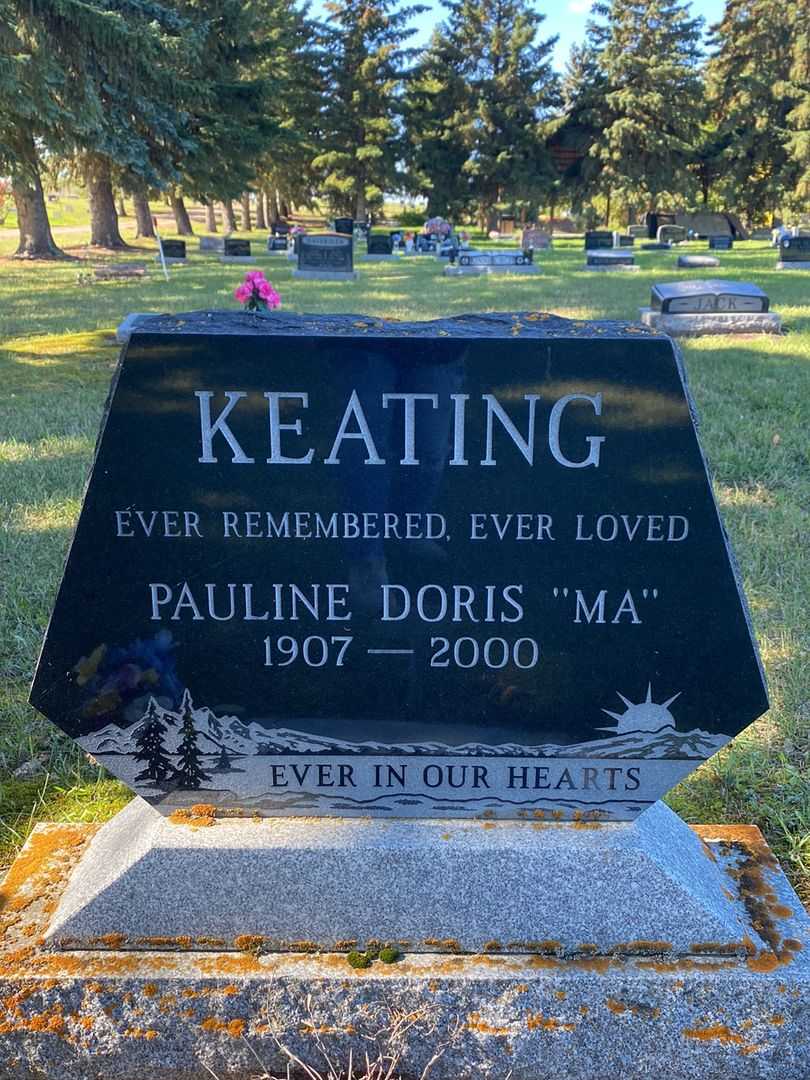 JACK
KEATING
EVER REMEMBERED, EVER LOVED
PAULINE DORIS "MA"
1907 — 2000
EVER IN OUR HEARTS